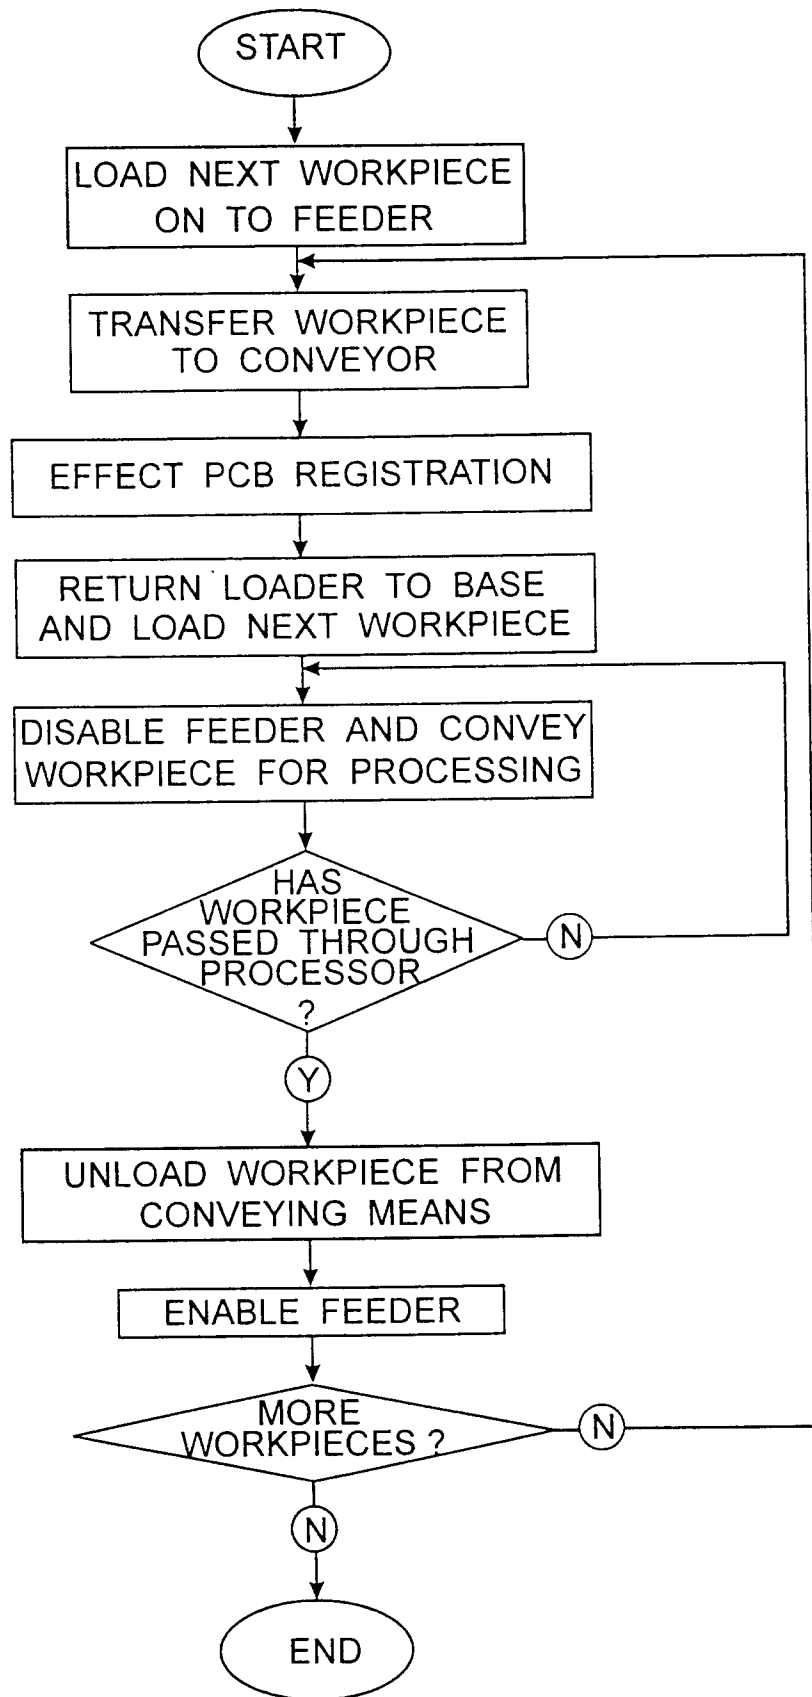 START
LOAD NEXT WORKPIECE
ON TO FEEDER
TRANSFER WORKPIECE
TO CONVEYOR
EFFECT PCB REGISTRATION
RETURN LOADER TO BASE
AND LOAD NEXT WORKPIECE
DISABLE FEEDER AND CONVEY
WORKPIECE FOR PROCESSING
HAS
WORKPIECE
PASSED THROUGH
PROCESSOR
?
N
Y
UNLOAD WORKPIECE FROM
CONVEYING MEANS
ENABLE FEEDER
MORE
WORKPIECES ?
N
N
END